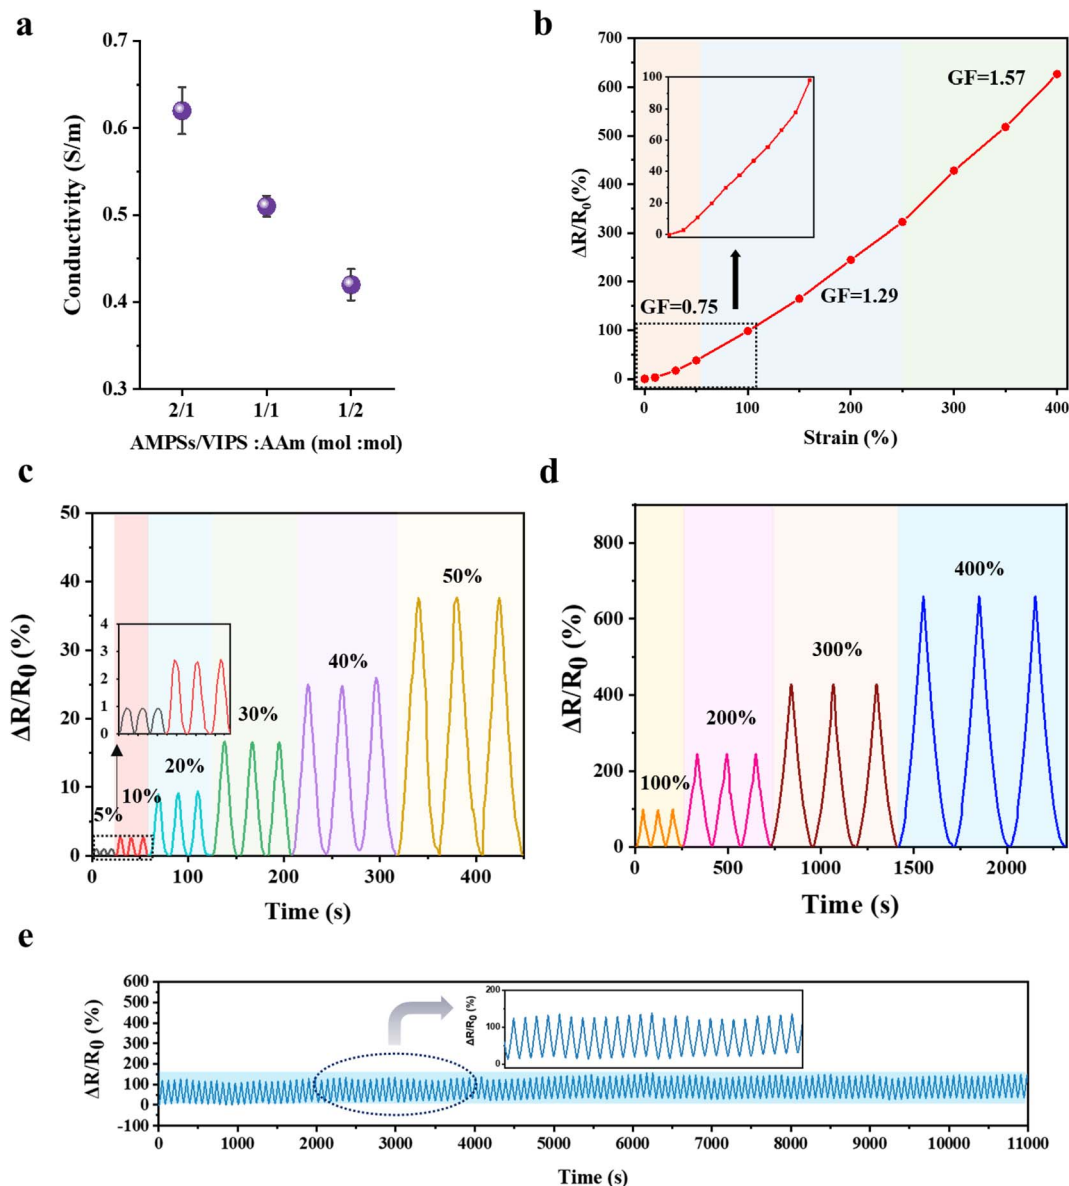 a
0.7
0.6
0.5
0.4
0.3
Conductivity (S/m)
2/1 1/1 1/2
AMPSs/VIPS :AAm (mol :mol)
b
700
600
500
400
300
200
100
0
ΔR/R0(%)
100
80
60
40
20
0
GF=0.75
GF=1.29
GF=1.57
0 100 200 300 400
Strain (%)
c
50
40
30
25
15
10
5
0
ΔR/R0 (%)
4
3
2
1
0
5%
10%
20%
30%
40%
50%
0 100 200 300 400
Time (s)
d
800
600
400
200
0
ΔR/R0 (%)
100%
200%
300%
400%
0 500 1000 1500 2000
Time (s)
e
600
500
400
300
200
100
0
-100
ΔR/R0 (%)
200
100
0
ΔR/R0 (%)
0 1000 2000 3000 4000 5000 6000 7000 8000 9000 10000 11000
Time (s)